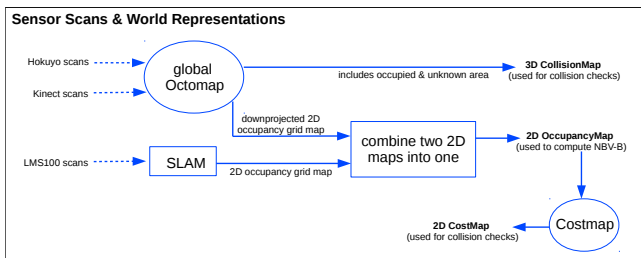 Sensor Scans & World Representations
Hokuyo scans
Kinect scans
global
Octomap
includes occupied & unknown area
3D CollisionMap
(used for collision checks)
downprojected 2D
occupancy grid map
LMS100 scans
SLAM
2D occupancy grid map
combine two 2D
maps into one
2D OccupancyMap
(used to compute NBV-B)
2D CostMap
(used for collision checks)
Costmap